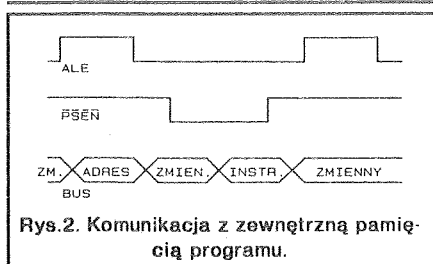 ALE
PSEN
ZM. ADRES ZMIEN. INSTR. ZMIENNY
BUS
Rys.2. Komunikacja z zewnętrzną pamię-
cią programu.